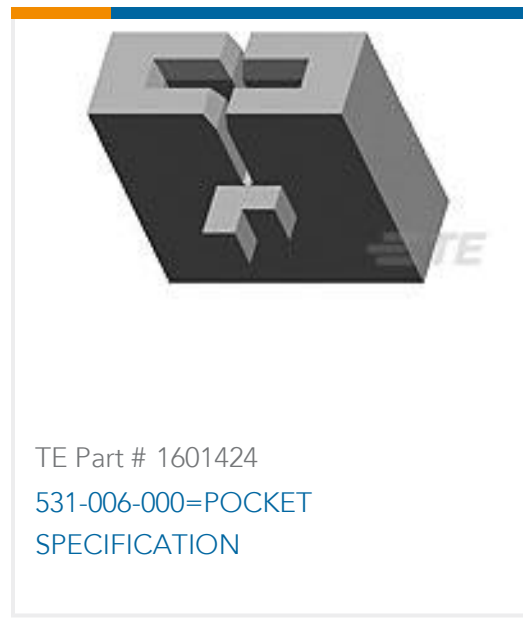 TE
TE Part # 1601424
531-006-000=POCKET
SPECIFICATION